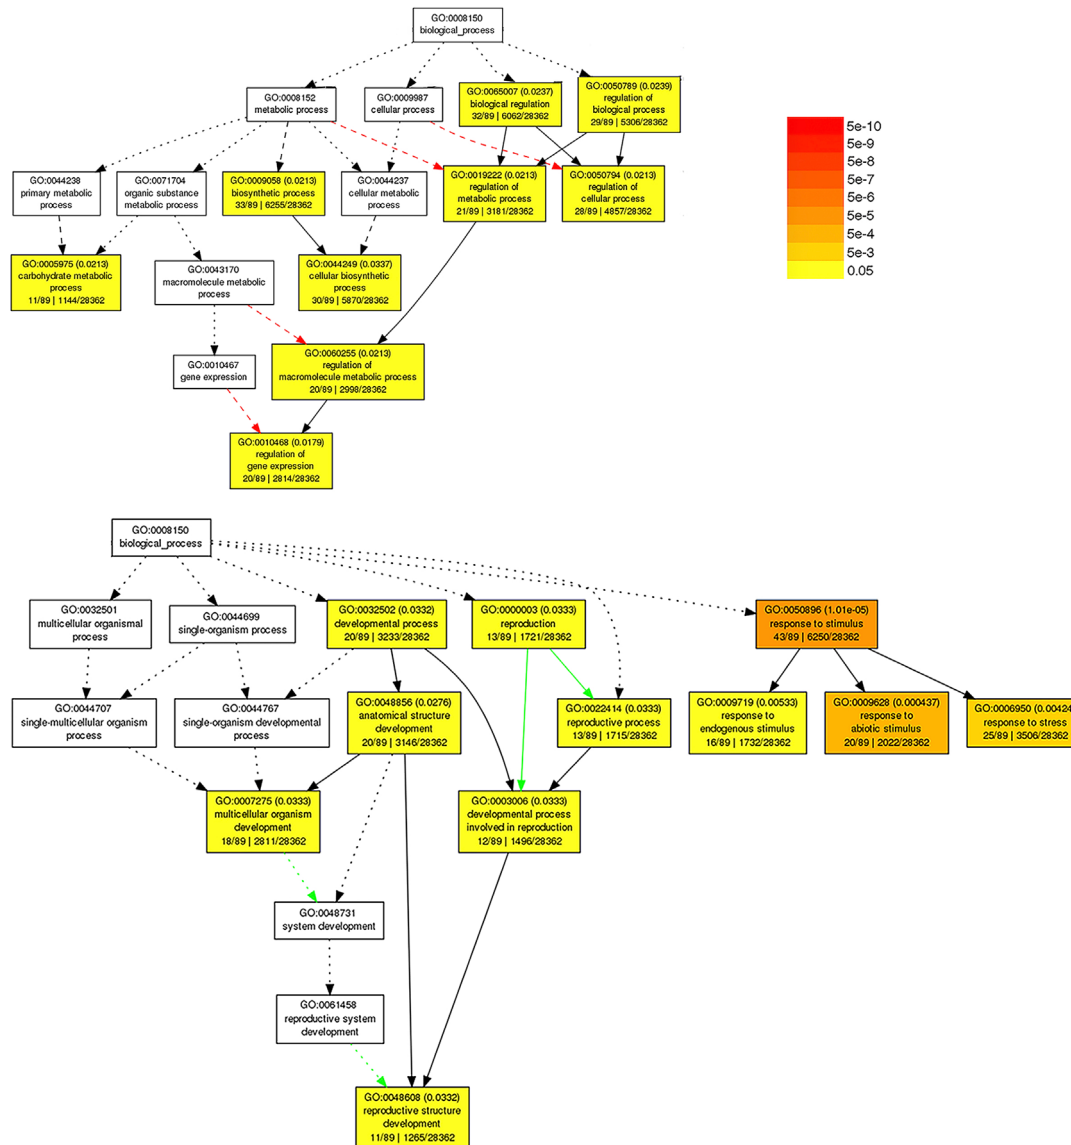 GO:0008150
biological_process
GO:0008152
metabolic process
GO:0009987
cellular process
GO:0065007 (0.0237)
biological regulation
32/89 | 6062/28362
GO:0050789 (0.0239)
regulation of
biological process
29/89 | 5306/28362
GO:0044238
primary metabolic
process
GO:0071704
organic substance
metabolic process
GO:0009058 (0.0213)
biosynthetic process
33/89 | 6255/28362
GO:0044237
cellular metabolic
process
GO:0019222 (0.0213)
regulation of
metabolic process
21/89 | 3181/28362
GO:0050794 (0.0213)
regulation of
cellular process
28/89 | 4857/28362
GO:0005975 (0.0213)
carbohydrate metabolic
process
11/89 | 1144/28362
GO:0043170
macromolecule metabolic
process
GO:0044249 (0.0337)
cellular biosynthetic
process
30/89 | 5870/28362
GO:0010467
gene expression
GO:0060255 (0.0213)
regulation of
macromolecule metabolic process
20/89 | 2998/28362
GO:0010468 (0.0179)
regulation of
gene expression
20/89 | 2814/28362
5e-10
5e-9
5e-8
5e-7
5e-6
5e-5
5e-4
5e-3
0.05
GO:0008150
biological_process
GO:0032501
multicellular organismal
process
GO:0044699
single-organism process
GO:0032502 (0.0332)
developmental process
20/89 | 3233/28362
GO:0000003 (0.0333)
reproduction
13/89 | 1721/28362
GO:0050896 (1.01e-05)
response to stimulus
43/89 | 6250/28362
GO:0044707
single-multicellular organism
process
GO:0044767
single-organism developmental
process
GO:0048856 (0.0276)
anatomical structure
development
20/89 | 3146/28362
GO:0022414 (0.0333)
reproductive process
13/89 | 1715/28362
GO:0009719 (0.00533)
response to
endogenous stimulus
16/89 | 1732/28362
GO:0009628 (0.000437)
response to
abiotic stimulus
20/89 | 2022/28362
GO:0006950 (0.00424
response to stress
25/89 | 3506/28362
GO:0007275 (0.0333)
multicellular organism
development
18/89 | 2811/28362
GO:0003006 (0.0333)
developmental process
involved in reproduction
12/89 | 1496/28362
GO:0048731
system development
GO:0061458
reproductive system
development
GO:0048608 (0.0332)
reproductive structure
development
11/89 | 1265/28362